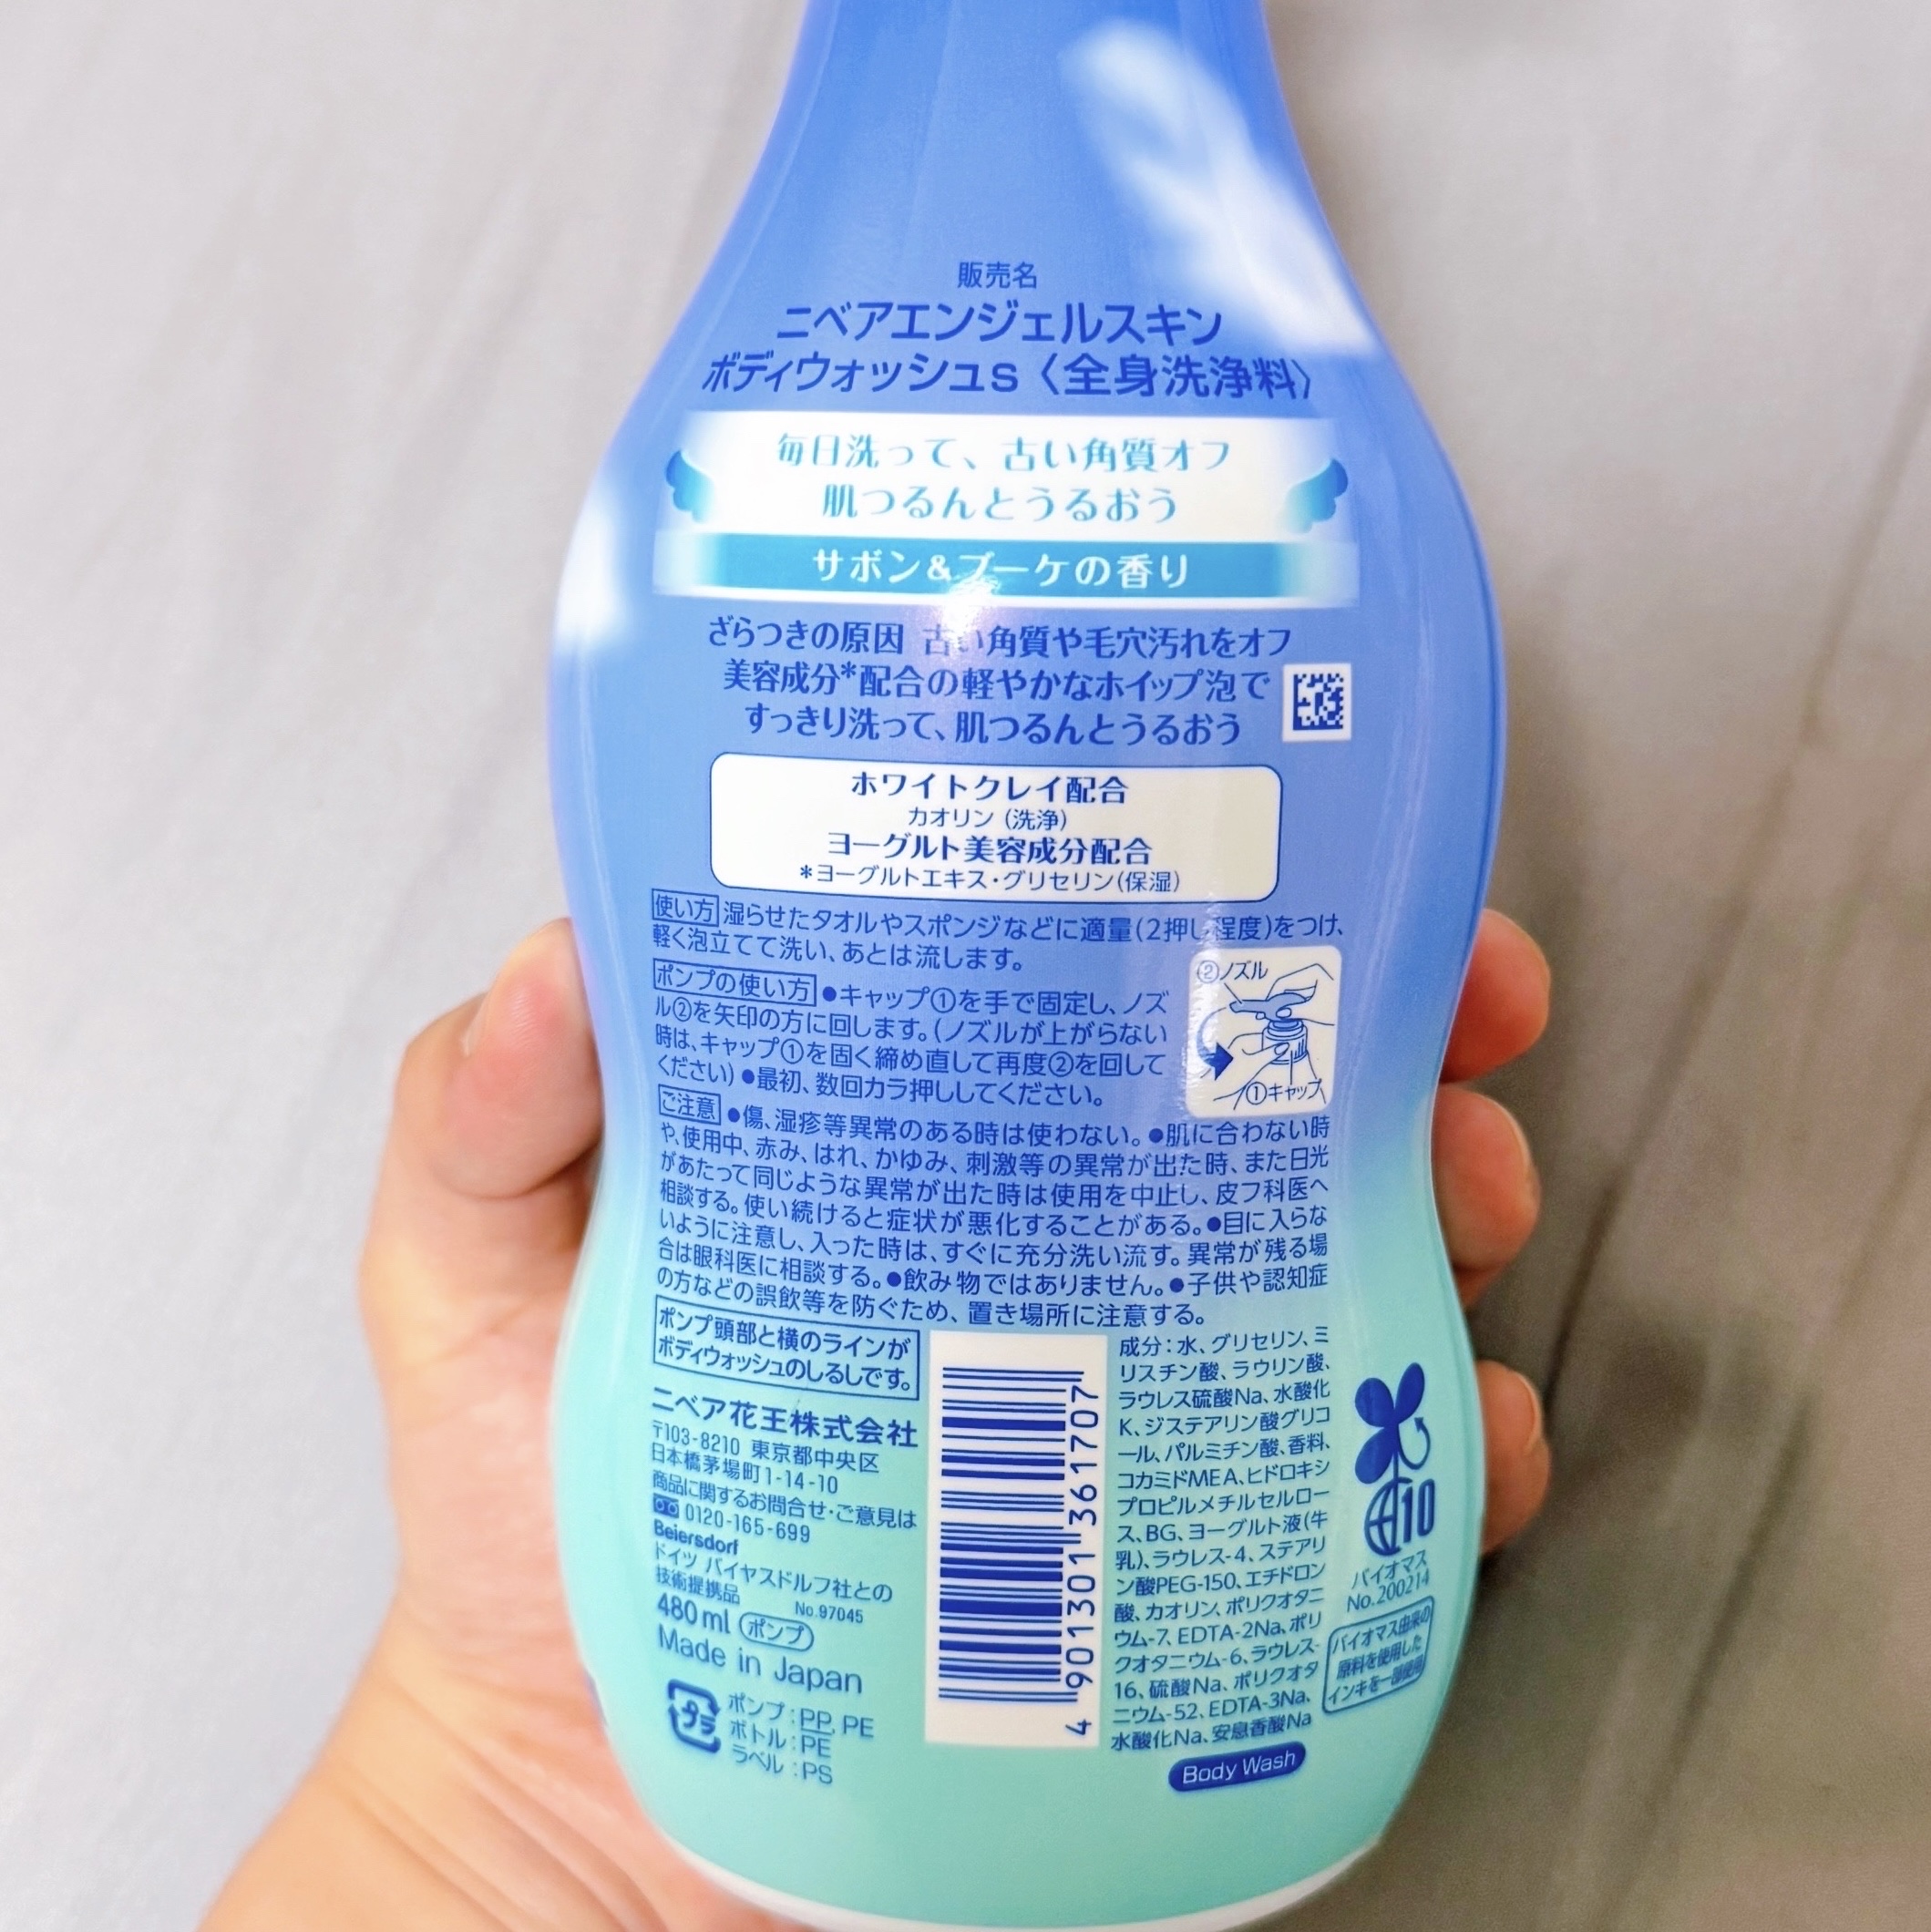 販売名
ニベアエンジェルスキン
ボディウォッシュs〈全身洗浄料〉
毎日洗って、古い角質オフ
肌つるんとうるおう
サボン&ブーケの香り
ざらつきの原因 古い角質や毛穴汚れをオフ
美容成分*配合の軽やかなホイップ泡で
すっきり洗って、肌つるんとうるおう
ホワイトクレイ配合
カオリン(洗浄)
ヨーグルト美容成分配合
*ヨーグルトエキス・グリセリン(保湿)
使い方 湿らせたタオルやスポンジなどに適量(2押し程度)をつけ、
軽く泡立てて洗い、あとは流します。
ポンプの使い方 ●キャップ①を手で固定し、ノズ
ル②を矢印の方に回します。(ノズルが上がらない
時は、キャップ①を固く締め直して再度②を回して
ください) ●最初、数回カラ押ししてください。
②ノズル
①キャップ
ご注意 ●傷、湿疹等異常のある時は使わない。●肌に合わない時
や、使用中、赤み、はれ、かゆみ、刺激等の異常が出た時、また日光
があたって同じような異常が出た時は使用を中止し、皮フ科医へ
相談する。使い続けると症状が悪化することがある。●目に入らな
いように注意し、入った時は、すぐに充分洗い流す。異常が残る場
合は眼科医に相談する。●飲み物ではありません。●子供や認知症
の方などの誤飲等を防ぐため、置き場所に注意する。
ポンプ頭部と横のラインが
ボディウォッシュのしるしです。
ニベア花王株式会社
〒103-8210 東京都中央区
日本橋茅場町1-14-10
商品に関するお問合せ・ご意見は
0120-165-699
Beiersdorf
ドイツ バイヤスドルフ社との
技術提携品 No.97045
480ml ポンプ
Made in Japan
プラ
ポンプ:PP, PE
ボトル:PE
ラベル:PS
4 901301 361707
成分:水、グリセリン、ミ
リスチン酸、ラウリン酸、
ラウレス硫酸Na、水酸化
K、ジステアリン酸グリコ
ール、パルミチン酸、香料、
コカミドMEA、ヒドロキシ
プロピルメチルセルロー
ス、BG、ヨーグルト液(牛
乳)、ラウレス-4、ステアリ
ン酸PEG-150、エチドロン
酸、カオリン、ポリクオタニ
ウム-7、EDTA-2Na、ポリ
クオタニウム-6、ラウレス-
16、硫酸Na、ポリクオタ
ニウム-52、EDTA-3Na、
水酸化Na、安息香酸Na
Body Wash
10
バイオマス
No.200214
バイオマス由来の
原料を使用した
インキを一部使用